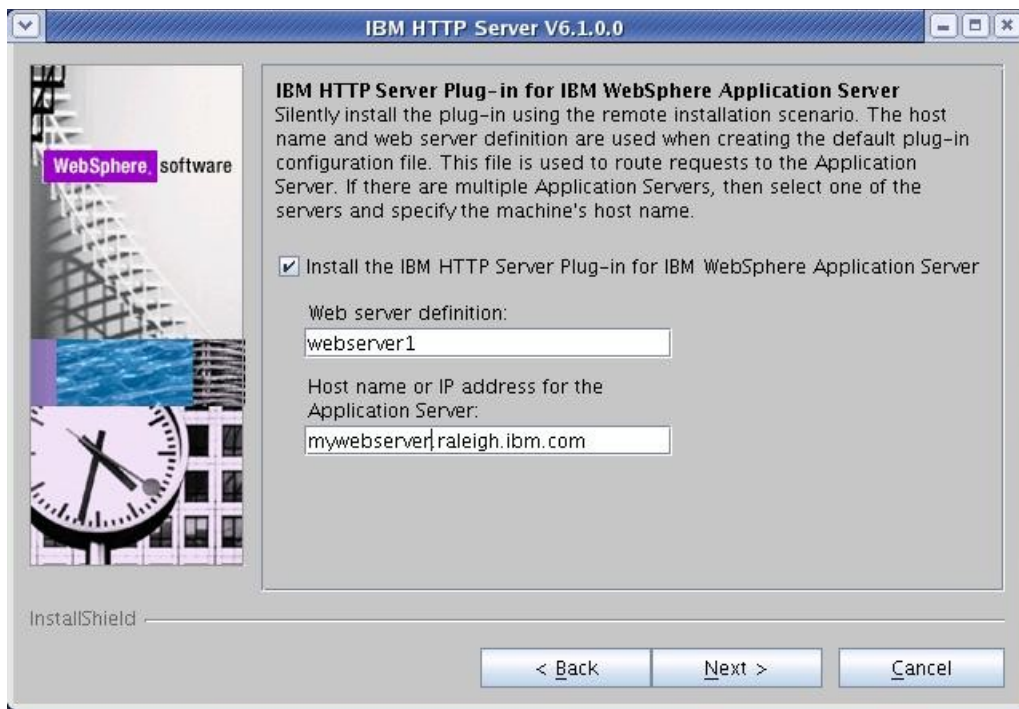 IBM HTTP Server V6.1.0.0
WebSphere. software
IBM HTTP Server Plug-in for IBM WebSphere Application Server
Silently install the plug-in using the remote installation scenario. The host
name and web server definition are used when creating the default plug-in
configuration file. This file is used to route requests to the Application
Server. If there are multiple Application Servers, then select one of the
servers and specify the machine's host name.
Install the IBM HTTP Server Plug-in for IBM WebSphere Application Server
Web server definition:
webserver1
Host name or IP address for the
Application Server:
mywebserver.raleigh.ibm.com
InstallShield
< Back
Next >
Cancel